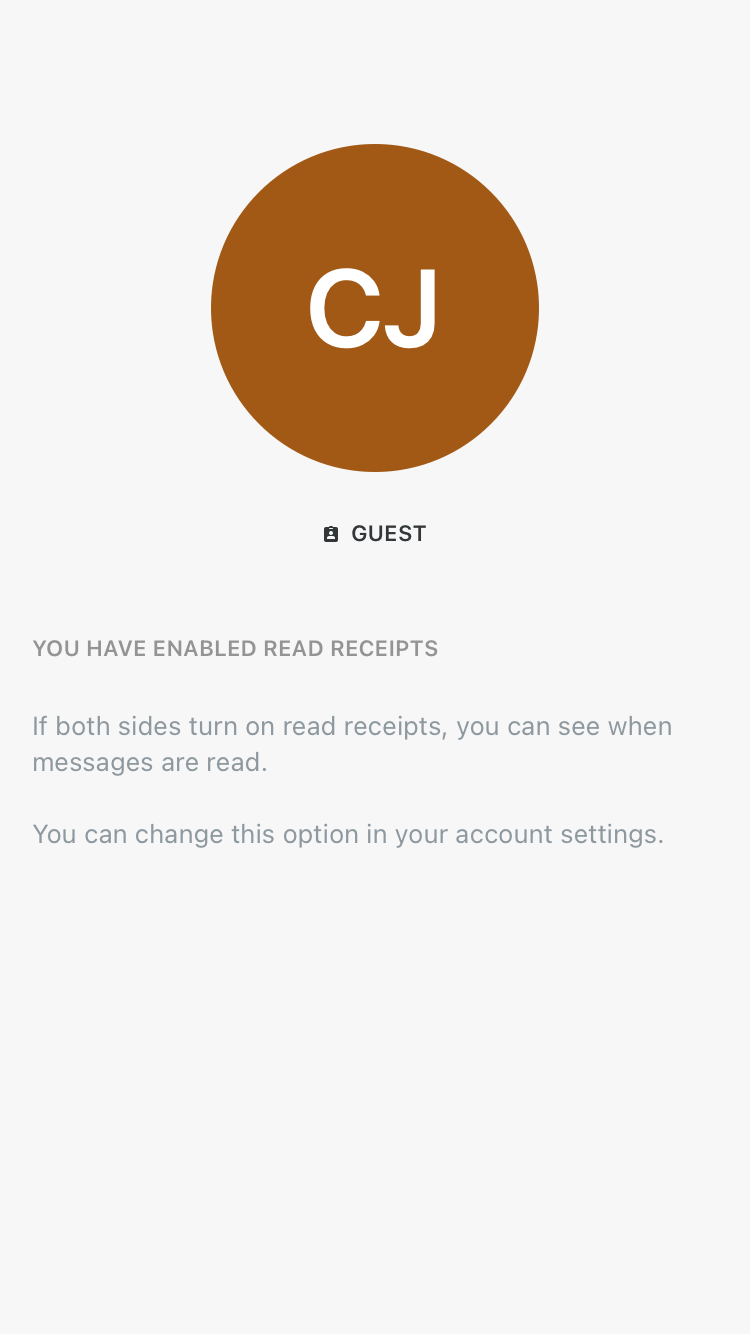 CJ
GUEST
YOU HAVE ENABLED READ RECEIPTS
If both sides turn on read receipts, you can see when
messages are read.
You can change this option in your account settings.